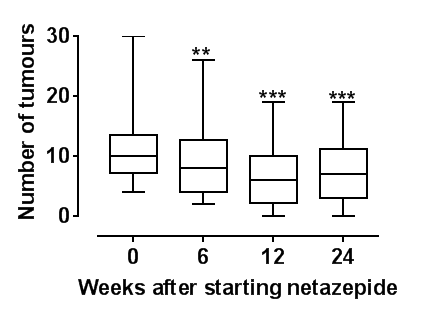 Number of tumours
30
20
10
0
**
***
***
0 6 12 24
Weeks after starting netazepide